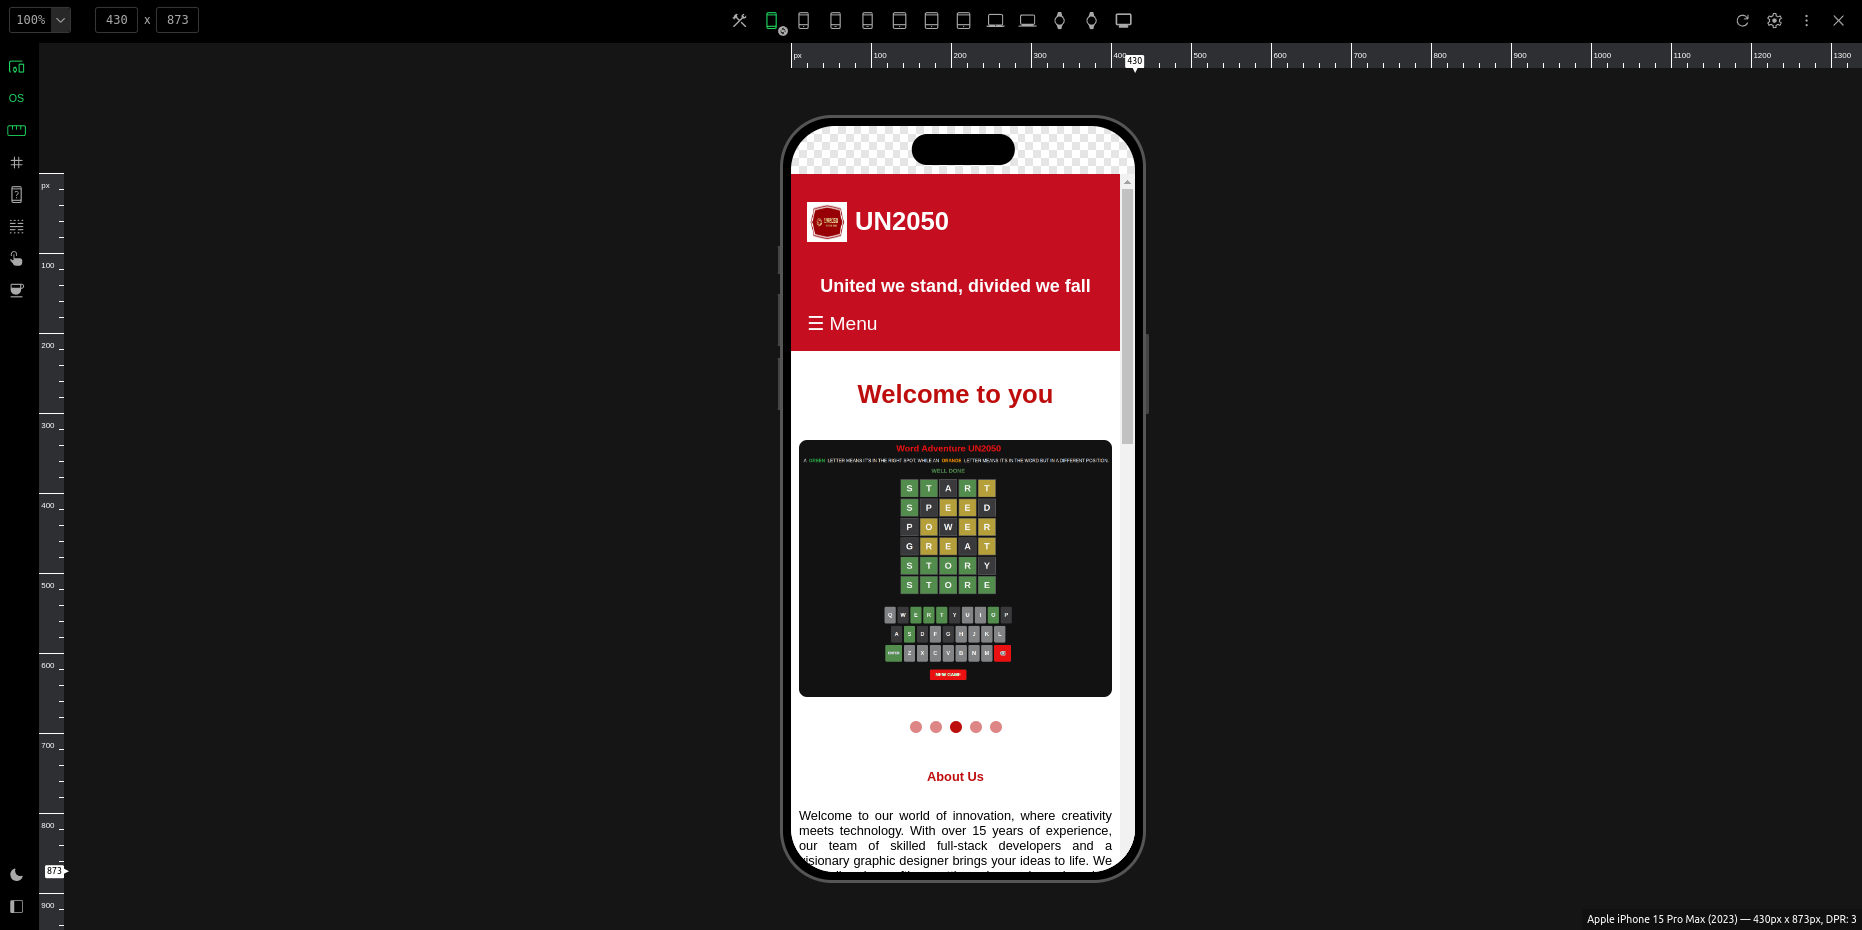 100%
430 x 873
px 100 200 300 400 500 600 700 800 900 1000 1100 1200 1300
430
OS
px
100
200
300
400
500
600
700
800
873
900
UN2050
United we stand, divided we fall
☰ Menu
Welcome to you
Word Adventure UN2050
A GREEN LETTER MEANS IT'S IN THE RIGHT SPOT, WHILE AN ORANGE LETTER MEANS IT'S IN THE WORD BUT IN A DIFFERENT POSITION.
WELL DONE
S T A R T
S P E E D
P O W E R
G R E A T
S T O R Y
S T O R E
Q W E R T Y U I O P
A S D F G H J K L
ENTER Z X C V B N M
NEW GAME
About Us
Welcome to our world of innovation, where creativity
meets technology. With over 15 years of experience,
our team of skilled full-stack developers and a
visionary graphic designer brings your ideas to life. We
Apple iPhone 15 Pro Max (2023) — 430px x 873px, DPR: 3